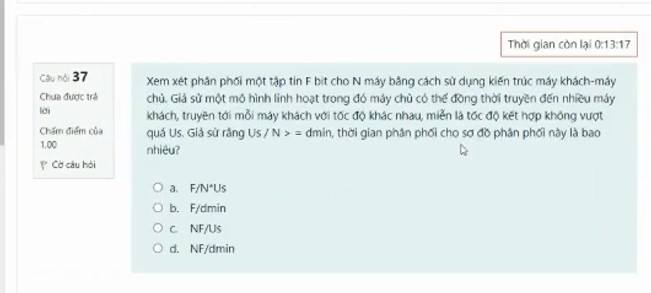 Thời gian còn lại 0:13:17
Câu hỏi 37
Chưa được trả
lời
Chấm điểm của
1,00
Cờ câu hỏi
Xem xét phân phối một tập tin F bit cho N máy bằng cách sử dụng kiến trúc máy khách-máy
chủ. Giả sử một mô hình linh hoạt trong đó máy chủ có thể đồng thời truyền đến nhiều máy
khách, truyền tới mỗi máy khách với tốc độ khác nhau, miễn là tốc độ kết hợp không vượt
quá Us. Giả sử rằng Us / N > = dmin, thời gian phân phối cho sơ đồ phân phối này là bao
nhiêu?
a. F/N*Us
b. F/dmin
c. NF/Us
d. NF/dmin